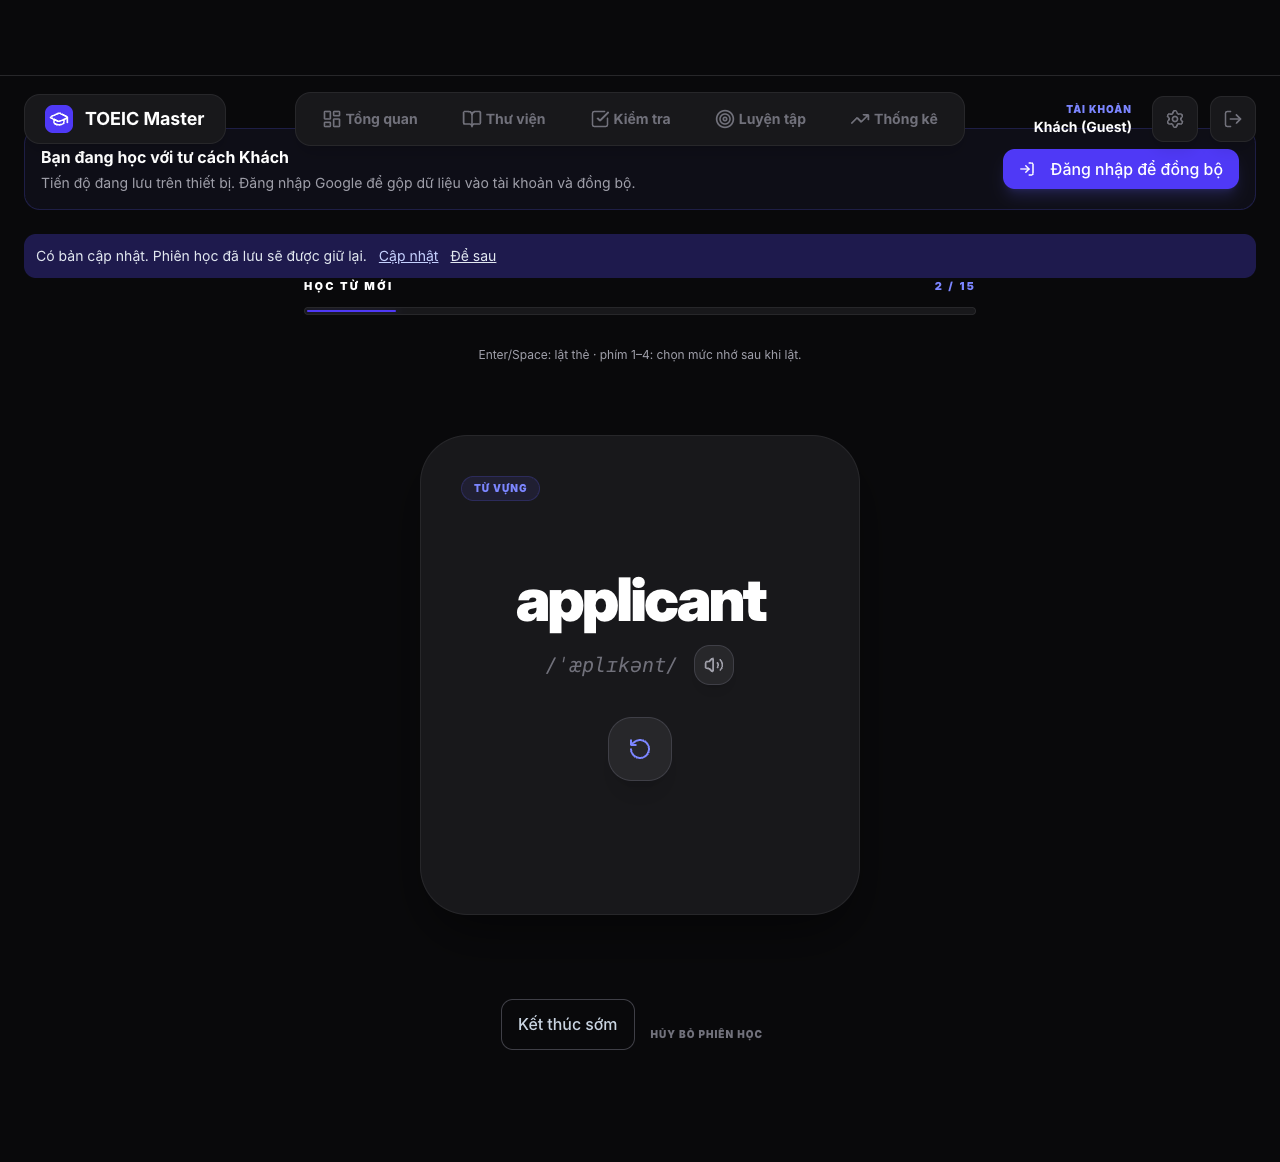 TOEIC Master
Tổng quan
Thư viện
Kiểm tra
Luyện tập
Thống kê
TÀI KHOẢN
Khách (Guest)
Bạn đang học với tư cách Khách
Tiến độ đang lưu trên thiết bị. Đăng nhập Google để gộp dữ liệu vào tài khoản và đồng bộ.
Đăng nhập để đồng bộ
Có bản cập nhật. Phiên học đã lưu sẽ được giữ lại. Cập nhật Để sau
HỌC TỪ MỚI
2 / 15
Enter/Space: lật thẻ · phím 1–4: chọn mức nhớ sau khi lật.
TỪ VỰNG
applicant
/ˈæplɪkənt/
Kết thúc sớm
HỦY BỎ PHIÊN HỌC